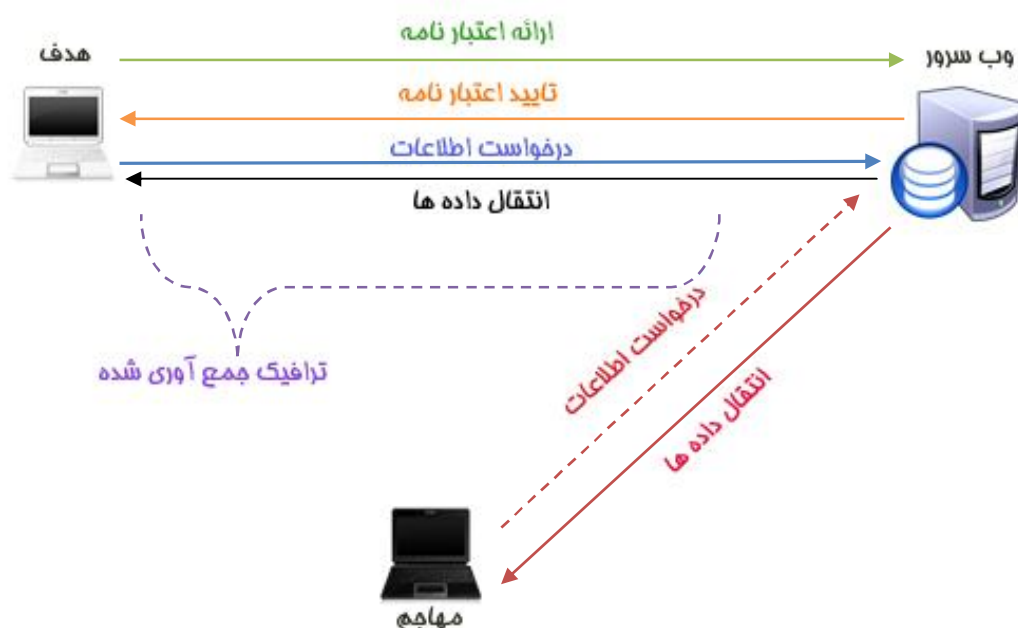 ارائه اعتبار نامه
هدف
وب سرور
تایید اعتبار نامه
درخواست اطلاعات
انتقال داده ها
درخواست اطلاعات
ترافیک جمع آوری شده
انتقال داده ها
مهاجم